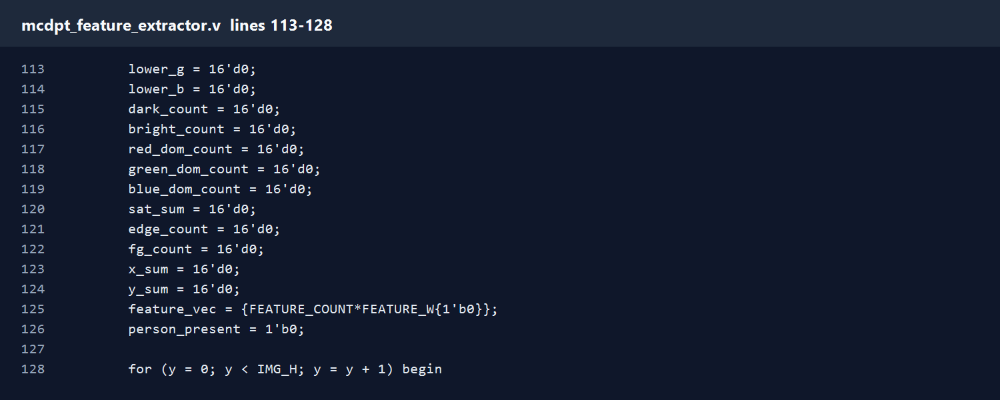 mcdpt_feature_extractor.v lines 113-128
113 lower_g = 16'd0;
114 lower_b = 16'd0;
115 dark_count = 16'd0;
116 bright_count = 16'd0;
117 red_dom_count = 16'd0;
118 green_dom_count = 16'd0;
119 blue_dom_count = 16'd0;
120 sat_sum = 16'd0;
121 edge_count = 16'd0;
122 fg_count = 16'd0;
123 x_sum = 16'd0;
124 y_sum = 16'd0;
125 feature_vec = {FEATURE_COUNT*FEATURE_W{1'b0}};
126 person_present = 1'b0;
127
128 for (y = 0; y < IMG_H; y = y + 1) begin